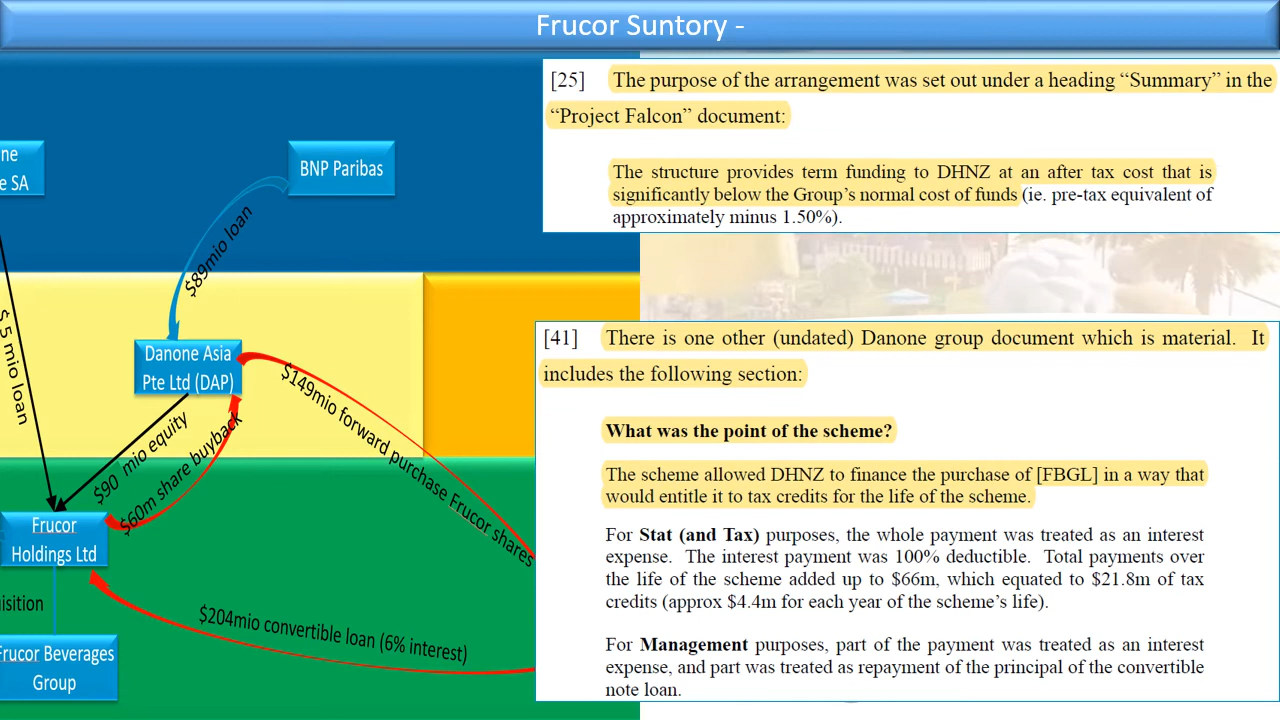 Frucor Suntory -
ne
e SA
BNP Paribas
$89mio loan
$ 5 mio loan
Danone Asia
Pte Ltd (DAP)
$149mio forward purchase Frucor shares
$90 mio equity
$60m share buyback
Frucor
Holdings Ltd
$204mio convertible loan (6% interest)
uisition
Frucor Beverages
Group
[25] The purpose of the arrangement was set out under a heading “Summary” in the
“Project Falcon” document:
The structure provides term funding to DHNZ at an after tax cost that is
significantly below the Group’s normal cost of funds (ie. pre-tax equivalent of
approximately minus 1.50%).
[41] There is one other (undated) Danone group document which is material. It
includes the following section:
What was the point of the scheme?
The scheme allowed DHNZ to finance the purchase of [FBGL] in a way that
would entitle it to tax credits for the life of the scheme.
For Stat (and Tax) purposes, the whole payment was treated as an interest
expense. The interest payment was 100% deductible. Total payments over
the life of the scheme added up to $66m, which equated to $21.8m of tax
credits (approx $4.4m for each year of the scheme’s life).
For Management purposes, part of the payment was treated as an interest
expense, and part was treated as repayment of the principal of the convertible
note loan.